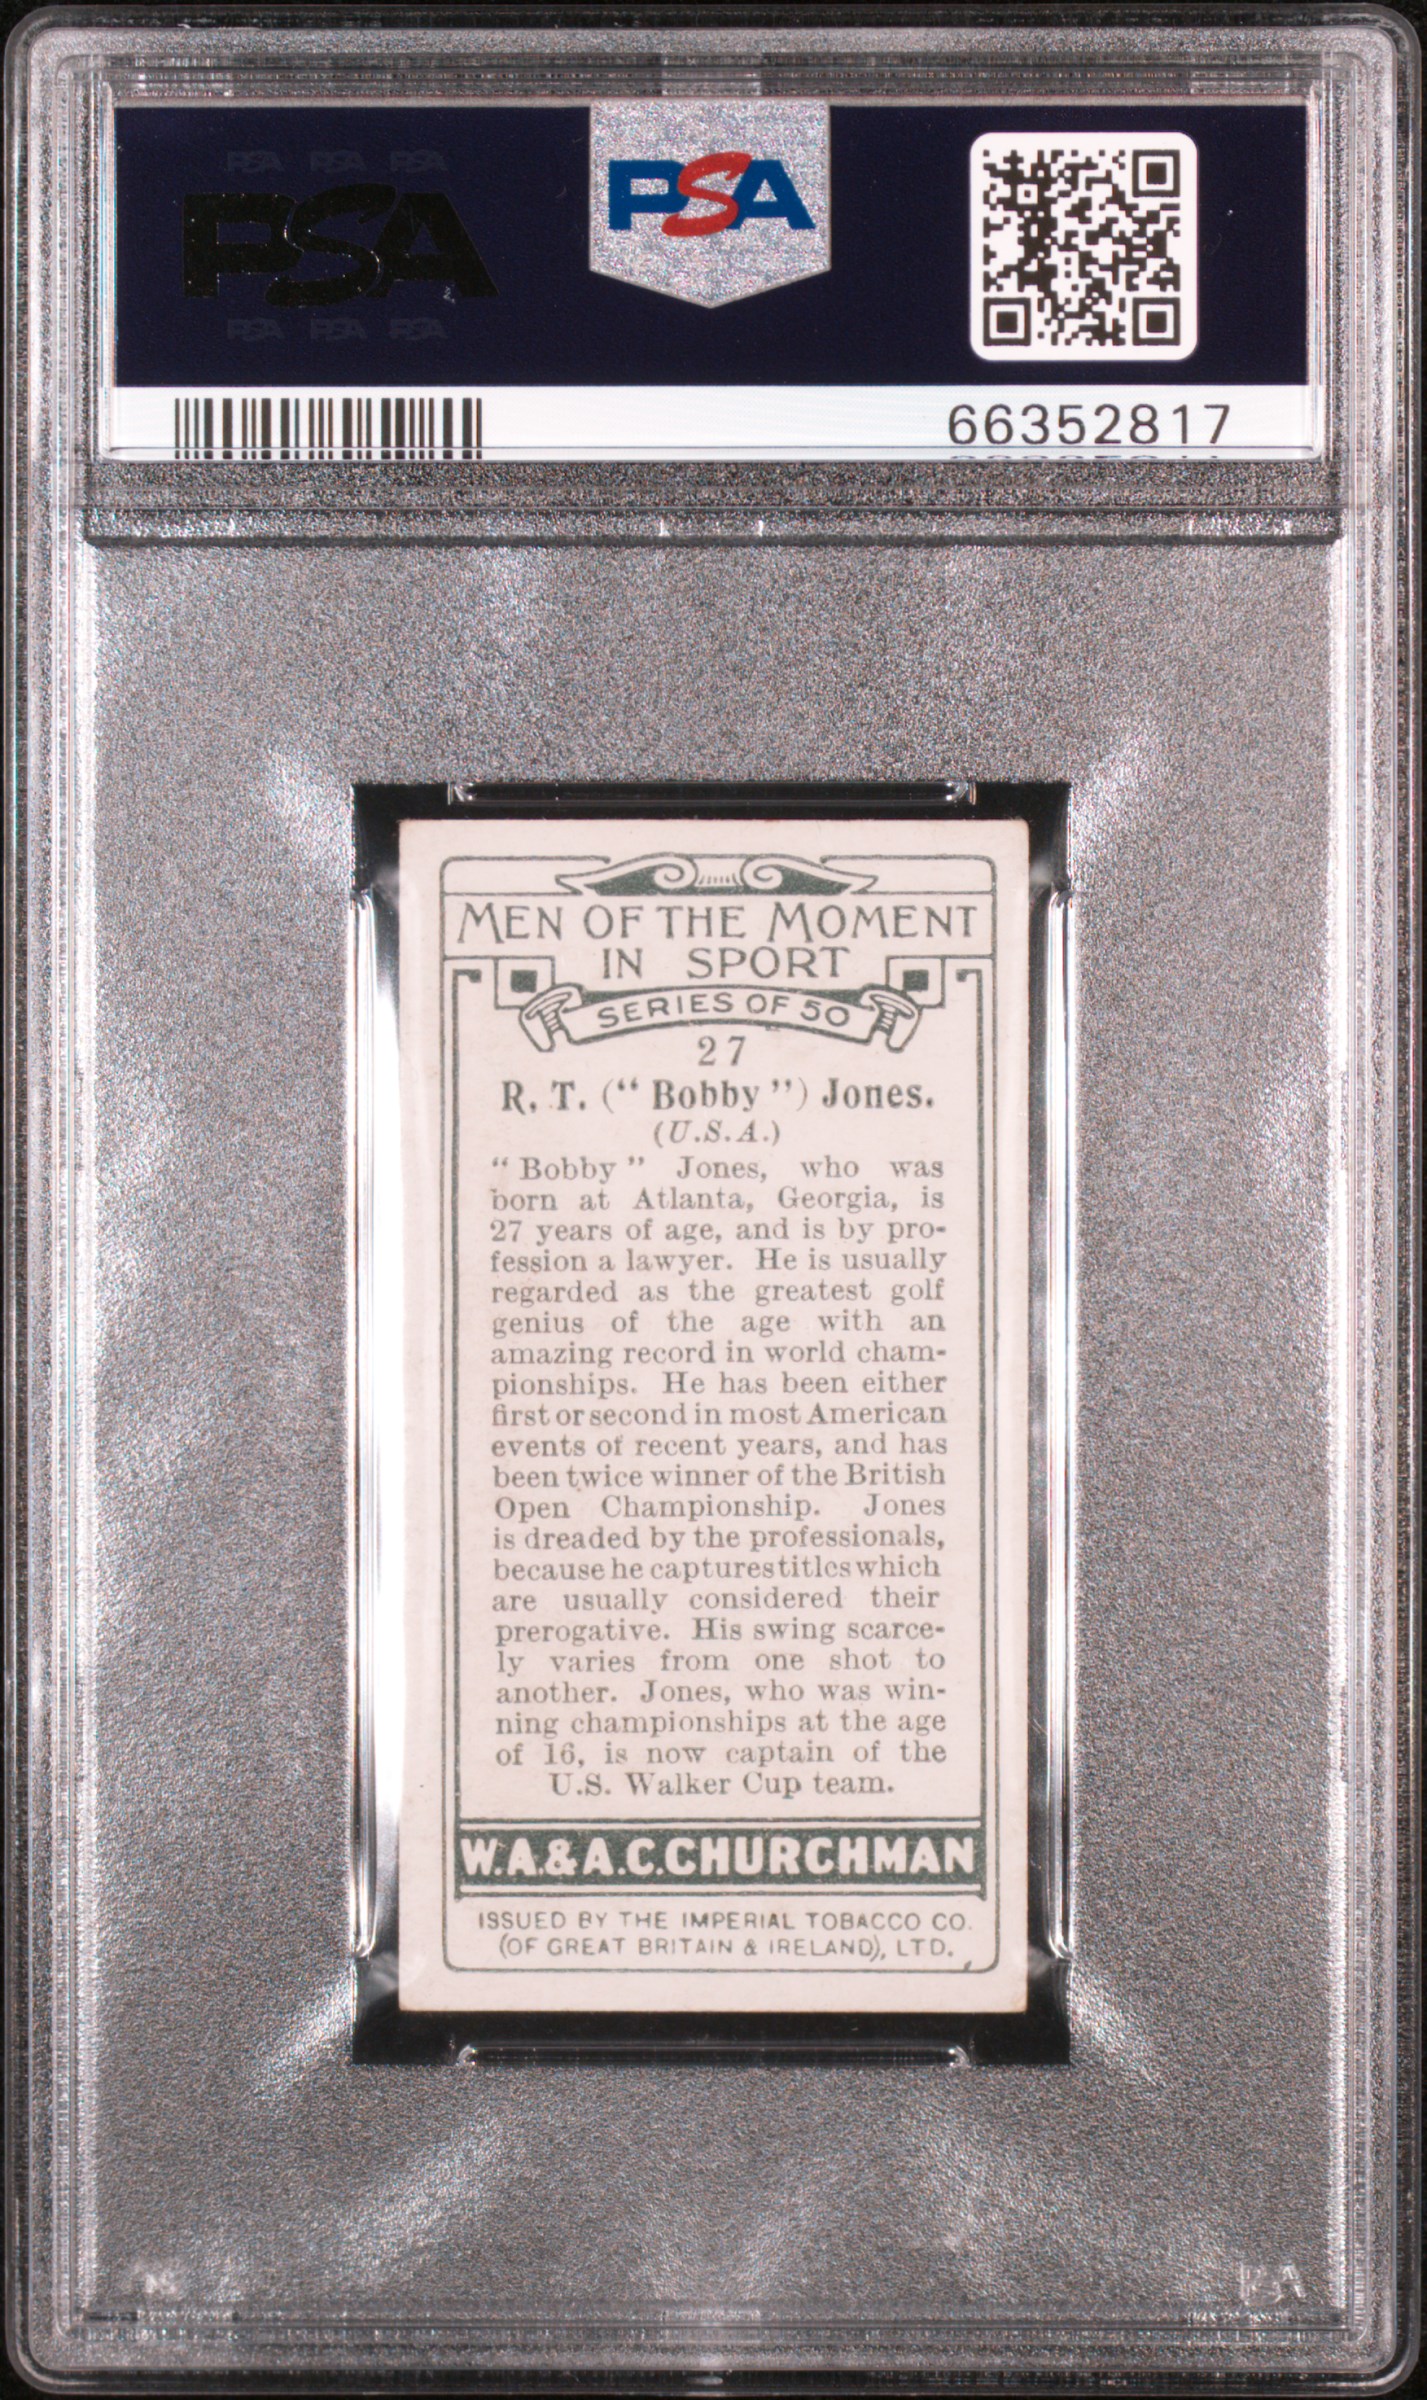 PSA PSA PSA
PSA
PSA PSA PSA
PSA
66352817
MEN OF THE MOMENT
IN SPORT
SERIES OF 50
27
R. T. (“ Bobby ”) Jones.
(U.S.A.)
“ Bobby ” Jones, who was
born at Atlanta, Georgia, is
27 years of age, and is by pro-
fession a lawyer. He is usually
regarded as the greatest golf
genius of the age with an
amazing record in world cham-
pionships. He has been either
first or second in most American
events of recent years, and has
been twice winner of the British
Open Championship. Jones
is dreaded by the professionals,
because he captures titles which
are usually considered their
prerogative. His swing scarce-
ly varies from one shot to
another. Jones, who was win-
ning championships at the age
of 16, is now captain of the
U.S. Walker Cup team.
W.A.& A.C.CHURCHMAN
ISSUED BY THE IMPERIAL TOBACCO CO.
(OF GREAT BRITAIN & IRELAND), LTD.
PSA